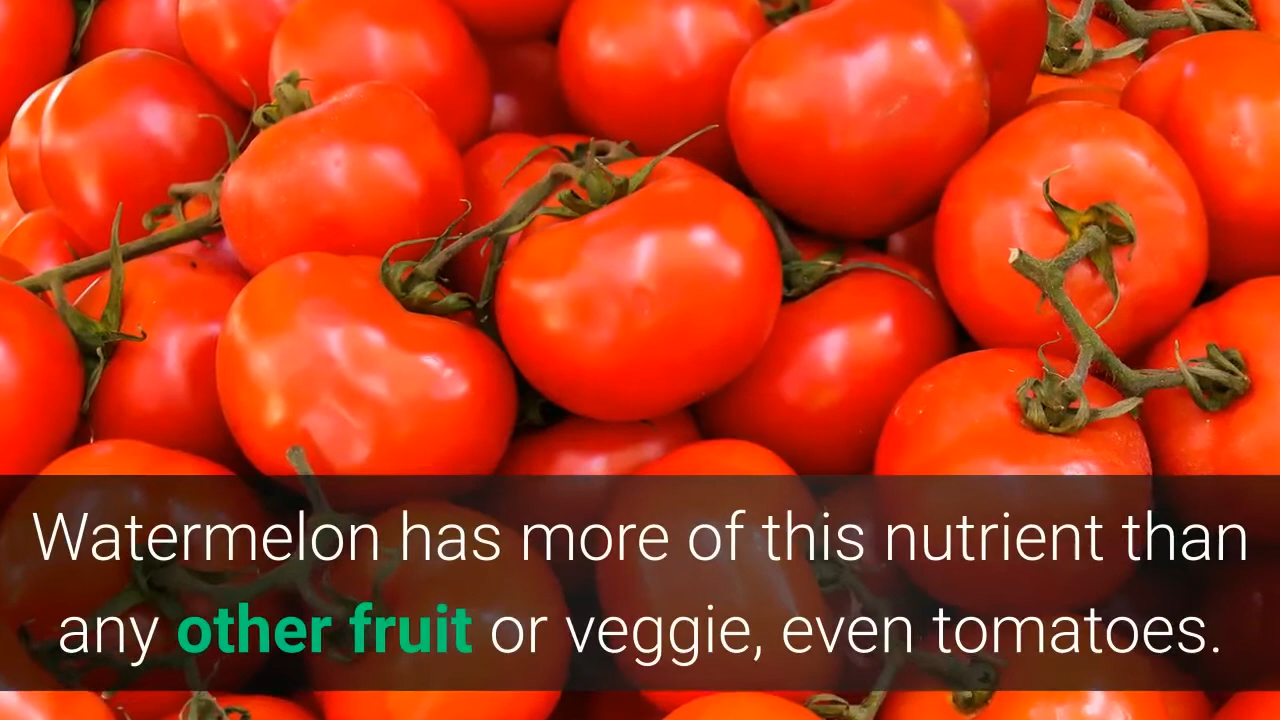 Watermelon has more of this nutrient than
any other fruit or veggie, even tomatoes.